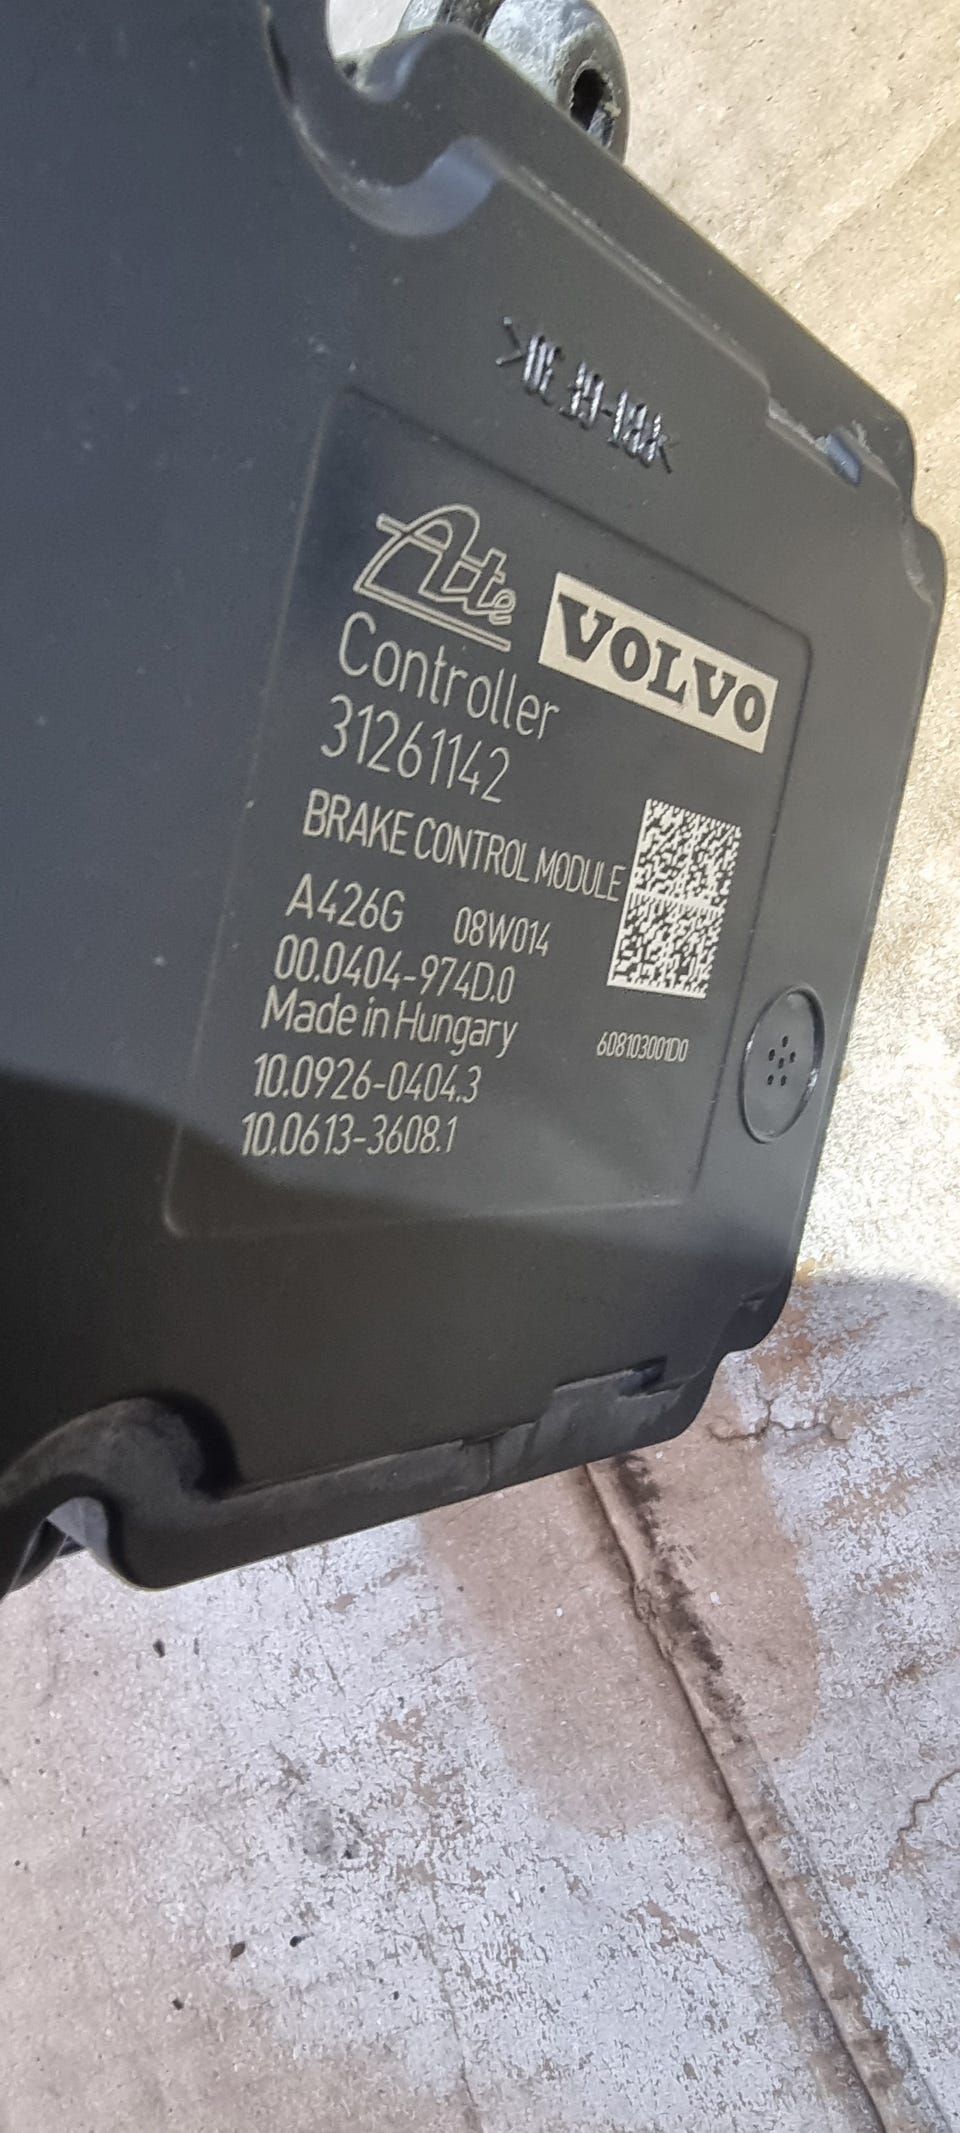 Ate
VOLVO
Controller
31261142
BRAKE CONTROL MODULE
A426G 08W014
00.0404-974D.0
Made in Hungary
608103001D0
10.0926-0404.3
10.0613-3608.1